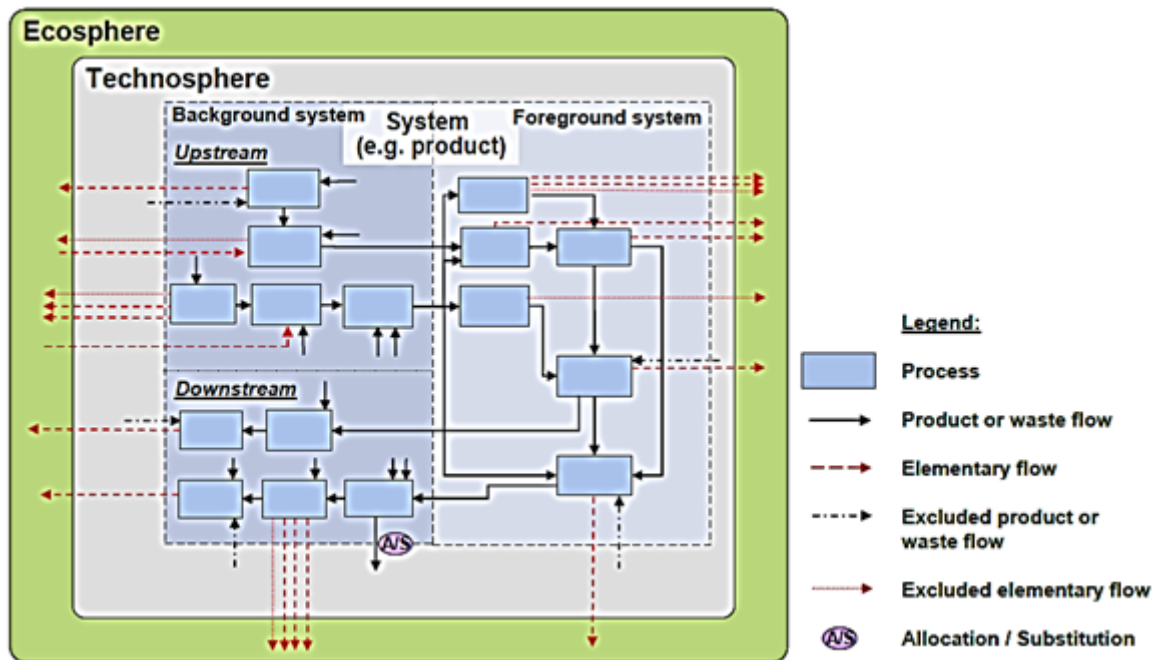 Ecosphere
Technosphere
Background system
System
(e.g. product)
Foreground system
Upstream
Downstream
A/S
Legend:
Process
Product or waste flow
Elementary flow
Excluded product or
waste flow
Excluded elementary flow
A/S
Allocation / Substitution